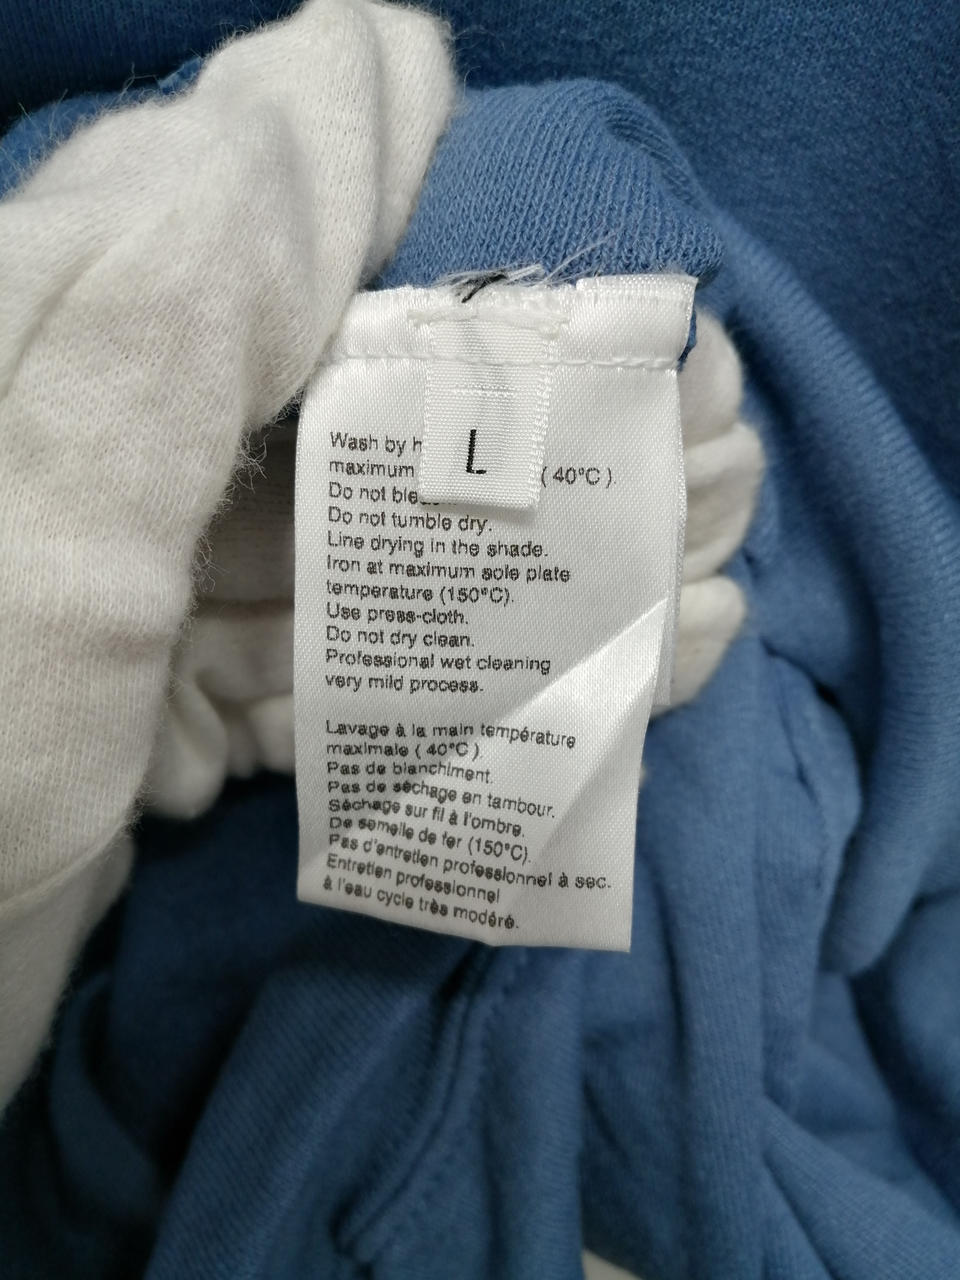 L
Wash by h
maximum ( 40°C ).
Do not blea
Do not tumble dry.
Line drying in the shade.
Iron at maximum sole plate
temperature (150°C).
Use press-cloth.
Do not dry clean.
Professional wet cleaning
very mild process.
Lavage à la main température
maximale ( 40°C ).
Pas de blanchiment.
Pas de séchage en tambour.
Séchage sur fil à l'ombre.
De semelle de fer (150°C).
Pas d'entretien professionnel à sec.
Entretien professionnel
à l'eau cycle très modéré.